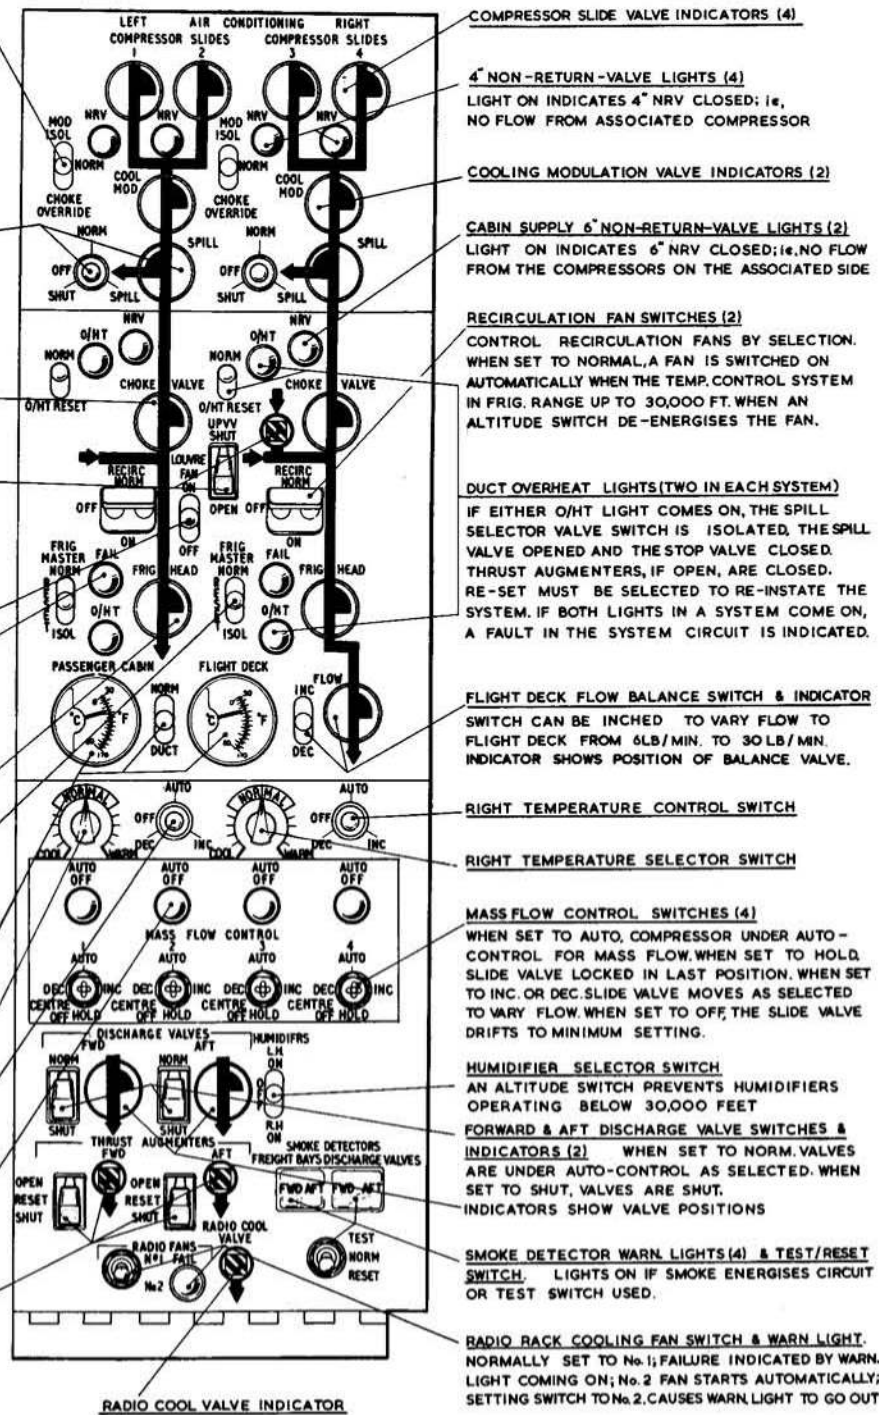 LEFT AIR CONDITIONING RIGHT
COMPRESSOR SLIDES COMPRESSOR SLIDES
1 2 3 4
NRV NRV NRV NRV
MOD ISOL
NORM
CHOKE OVERRIDE
COOL MOD
MOD ISOL
NORM
CHOKE OVERRIDE
COOL MOD
NORM
OFF
SHUT SPILL
SPILL
NORM
OFF
SHUT SPILL
SPILL
O/HT NRV
NORM
O/HT RESET
CHOKE VALVE
O/HT NRV
NORM
O/HT RESET
CHOKE VALVE
UPVV
SHUT
OPEN
RECIRC
NORM
OFF
ON
LOUVRE
FAN
ON
OFF
RECIRC
NORM
OFF
ON
FRIG
MASTER
NORM
ISOL
FAIL
O/HT
FRIG HEAD
FRIG
MASTER
NORM
ISOL
FAIL
O/HT
FRIG HEAD
PASSENGER CABIN
°C °F
NORM
DUCT
FLIGHT DECK
°C °F
INC
DEC
FLOW
NORMAL
COOL WARM
AUTO
OFF
DEC INC
NORMAL
COOL WARM
AUTO
OFF
DEC INC
AUTO AUTO AUTO AUTO
OFF OFF OFF OFF
MASS FLOW CONTROL
1 2 3 4
AUTO AUTO AUTO AUTO
DEC INC DEC INC DEC INC DEC INC
CENTRE CENTRE CENTRE
OFF HOLD OFF HOLD OFF HOLD OFF HOLD
DISCHARGE VALVES
FWD AFT
NORM NORM
SHUT SHUT
HUMIDIFRS
L.H.
ON
OFF
R.H
ON
THRUST AUGMENTERS
FWD AFT
OPEN OPEN
RESET RESET
SHUT SHUT
SMOKE DETECTORS
FREIGHT BAYS DISCHARGE VALVES
FWD AFT FWD AFT
TEST
NORM
RESET
RADIO FANS
Nº1 FAIL
No2
RADIO COOL
VALVE
RADIO COOL VALVE INDICATOR
COMPRESSOR SLIDE VALVE INDICATORS (4)
4" NON-RETURN-VALVE LIGHTS (4)
LIGHT ON INDICATES 4" NRV CLOSED; ie,
NO FLOW FROM ASSOCIATED COMPRESSOR
COOLING MODULATION VALVE INDICATORS (2)
CABIN SUPPLY 6" NON-RETURN-VALVE LIGHTS (2)
LIGHT ON INDICATES 6" NRV CLOSED; ie, NO FLOW
FROM THE COMPRESSORS ON THE ASSOCIATED SIDE
RECIRCULATION FAN SWITCHES (2)
CONTROL RECIRCULATION FANS BY SELECTION.
WHEN SET TO NORMAL, A FAN IS SWITCHED ON
AUTOMATICALLY WHEN THE TEMP. CONTROL SYSTEM
IN FRIG. RANGE UP TO 30,000 FT. WHEN AN
ALTITUDE SWITCH DE-ENERGISES THE FAN.
DUCT OVERHEAT LIGHTS (TWO IN EACH SYSTEM)
IF EITHER O/HT LIGHT COMES ON, THE SPILL
SELECTOR VALVE SWITCH IS ISOLATED, THE SPILL
VALVE OPENED AND THE STOP VALVE CLOSED.
THRUST AUGMENTERS, IF OPEN, ARE CLOSED.
RE-SET MUST BE SELECTED TO RE-INSTATE THE
SYSTEM. IF BOTH LIGHTS IN A SYSTEM COME ON,
A FAULT IN THE SYSTEM CIRCUIT IS INDICATED.
FLIGHT DECK FLOW BALANCE SWITCH & INDICATOR
SWITCH CAN BE INCHED TO VARY FLOW TO
FLIGHT DECK FROM 6LB/MIN. TO 30 LB/MIN.
INDICATOR SHOWS POSITION OF BALANCE VALVE.
RIGHT TEMPERATURE CONTROL SWITCH
RIGHT TEMPERATURE SELECTOR SWITCH
MASS FLOW CONTROL SWITCHES (4)
WHEN SET TO AUTO, COMPRESSOR UNDER AUTO-
CONTROL FOR MASS FLOW. WHEN SET TO HOLD,
SLIDE VALVE LOCKED IN LAST POSITION. WHEN SET
TO INC. OR DEC. SLIDE VALVE MOVES AS SELECTED
TO VARY FLOW. WHEN SET TO OFF, THE SLIDE VALVE
DRIFTS TO MINIMUM SETTING.
HUMIDIFIER SELECTOR SWITCH
AN ALTITUDE SWITCH PREVENTS HUMIDIFIERS
OPERATING BELOW 30,000 FEET
FORWARD & AFT DISCHARGE VALVE SWITCHES &
INDICATORS (2) WHEN SET TO NORM. VALVES
ARE UNDER AUTO-CONTROL AS SELECTED. WHEN
SET TO SHUT, VALVES ARE SHUT.
INDICATORS SHOW VALVE POSITIONS
SMOKE DETECTOR WARN. LIGHTS (4) & TEST/RESET
SWITCH. LIGHTS ON IF SMOKE ENERGISES CIRCUIT
OR TEST SWITCH USED.
RADIO RACK COOLING FAN SWITCH & WARN LIGHT.
NORMALLY SET TO No.1; FAILURE INDICATED BY WARN.
LIGHT COMING ON; No.2 FAN STARTS AUTOMATICALLY;
SETTING SWITCH TO No.2. CAUSES WARN. LIGHT TO GO OUT